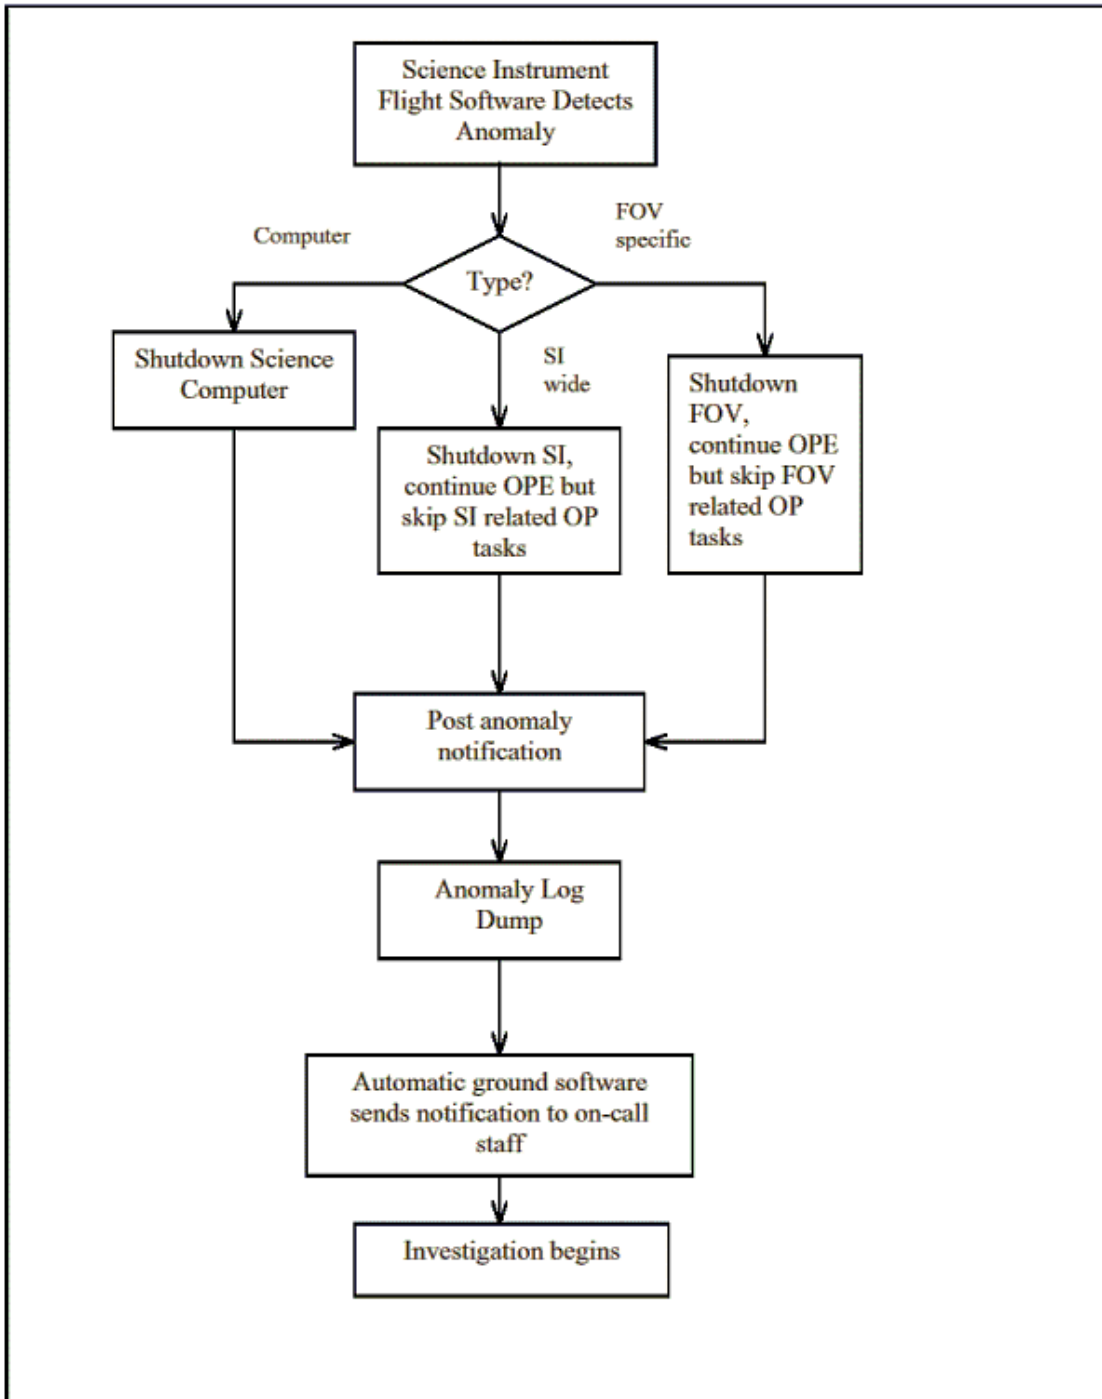 Science Instrument
Flight Software Detects
Anomaly
FOV
specific
Computer
Type?
Shutdown Science
Computer
SI
wide
Shutdown SI,
continue OPE but
skip SI related OP
tasks
Shutdown
FOV,
continue OPE
but skip FOV
related OP
tasks
Post anomaly
notification
Anomaly Log
Dump
Automatic ground software
sends notification to on-call
staff
Investigation begins